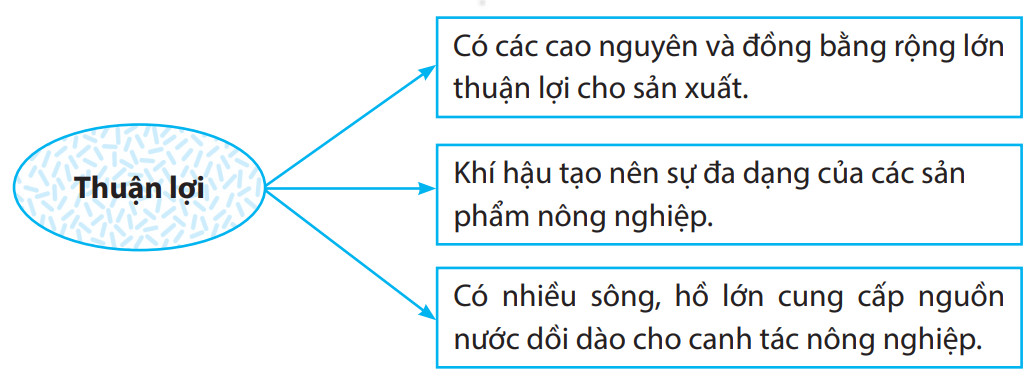 Có các cao nguyên và đồng bằng rộng lớn
thuận lợi cho sản xuất.
Thuận lợi
Khí hậu tạo nên sự đa dạng của các sản
phẩm nông nghiệp.
Có nhiều sông, hồ lớn cung cấp nguồn
nước dồi dào cho canh tác nông nghiệp.